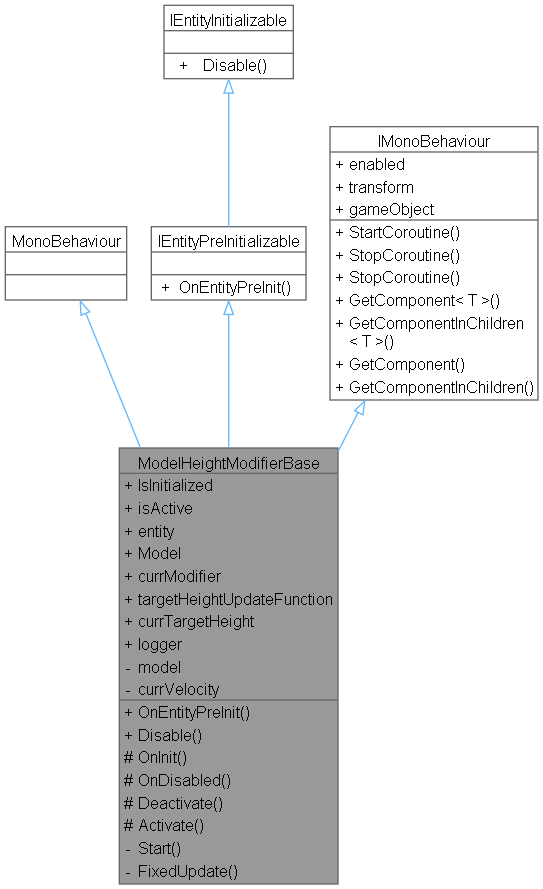 IEntityInitializable
+ Disable()
IMonoBehaviour
+ enabled
+ transform
+ gameObject
+ StartCoroutine()
+ StopCoroutine()
+ StopCoroutine()
+ GetComponent< T >()
+ GetComponentInChildren
< T >()
+ GetComponent()
+ GetComponentInChildren()
MonoBehaviour
IEntityPreInitializable
+ OnEntityPreInit()
ModelHeightModifierBase
+ IsInitialized
+ isActive
+ entity
+ Model
+ currModifier
+ targetHeightUpdateFunction
+ currTargetHeight
+ logger
- model
- currVelocity
+ OnEntityPreInit()
+ Disable()
# OnInit()
# OnDisabled()
# Deactivate()
# Activate()
- Start()
- FixedUpdate()